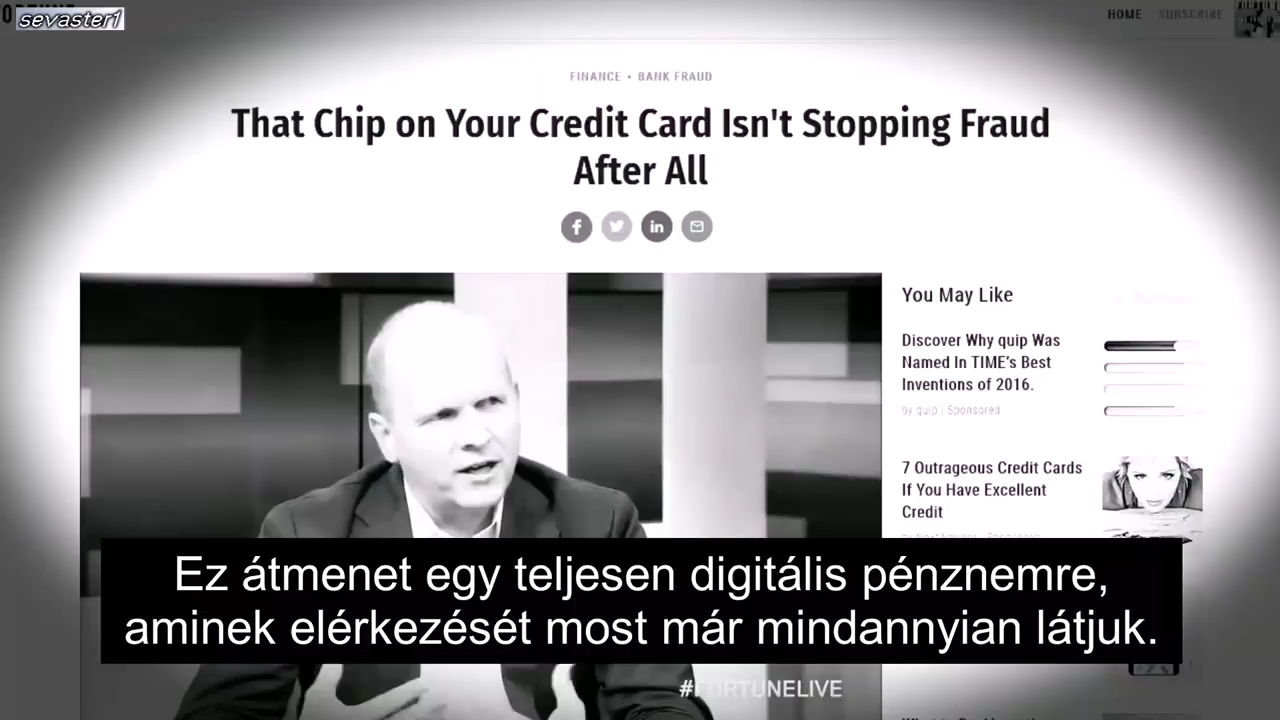 sevaster1
HOME SUBSCRIBE
FINANCE • BANK FRAUD
That Chip on Your Credit Card Isn't Stopping Fraud
After All
You May Like
Discover Why quip Was
Named In TIME's Best
Inventions of 2016.
by quip | Sponsored
7 Outrageous Credit Cards
If You Have Excellent
Credit
Ez átmenet egy teljesen digitális pénznemre,
aminek elérkezését most már mindannyian látjuk.
#FORTUNELIVE